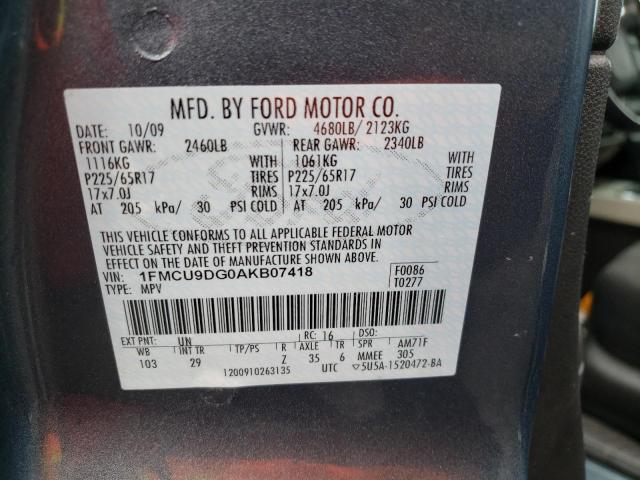 MFD. BY FORD MOTOR CO.
DATE: 10/09 GVWR: 4680LB/ 2123KG
FRONT GAWR: 2460LB REAR GAWR: 2340LB
1116KG WITH 1061KG WITH
P225/65R17 TIRES P225/65R17 TIRES
17x7.0J RIMS 17x7.0J RIMS
AT 205 kPa/ 30 PSI COLD AT 205 kPa/ 30 PSI COLD
THIS VEHICLE CONFORMS TO ALL APPLICABLE FEDERAL MOTOR
VEHICLE SAFETY AND THEFT PREVENTION STANDARDS IN
EFFECT ON THE DATE OF MANUFACTURE SHOWN ABOVE.
VIN: 1FMCU9DG0AKB07418 F0086
TYPE: MPV T0277
EXT PNT: UN RC: 16 DSO:
WB INT TR TP/PS R AXLE TR SPR AM71F
103 29 Z 35 6 MMEE 305
1200910263135 UTC ▽5U5A-1520472-BA